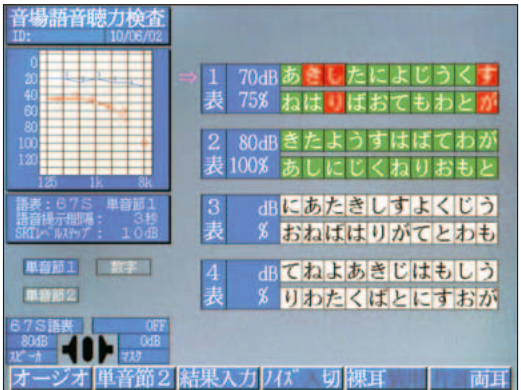 音場語音聴力検査
ID: 10/06/02
0
20
40
60
80
100
120
125 1k 8k
語表:67S 単音節1
語音提示間隔: 3秒
SRTレベルステップ: 10dB
単音節1 数字
単音節2
67S語表 OFF
80dB 0dB
スピーカ マスク
⇒ 1 70dB あきしたによじうくす
表 75% ねはりばおてもわとが
2 80dB きたようすはばてわが
表 100% あしにじくねりおもと
3 dB にあたきしすよくじう
表 % おねばはりがてとわも
4 dB てねよあきじはもしう
表 % りわたくばとにすおが
オージオ 単音節2 結果入力 ノイズ 切 裸耳 両耳